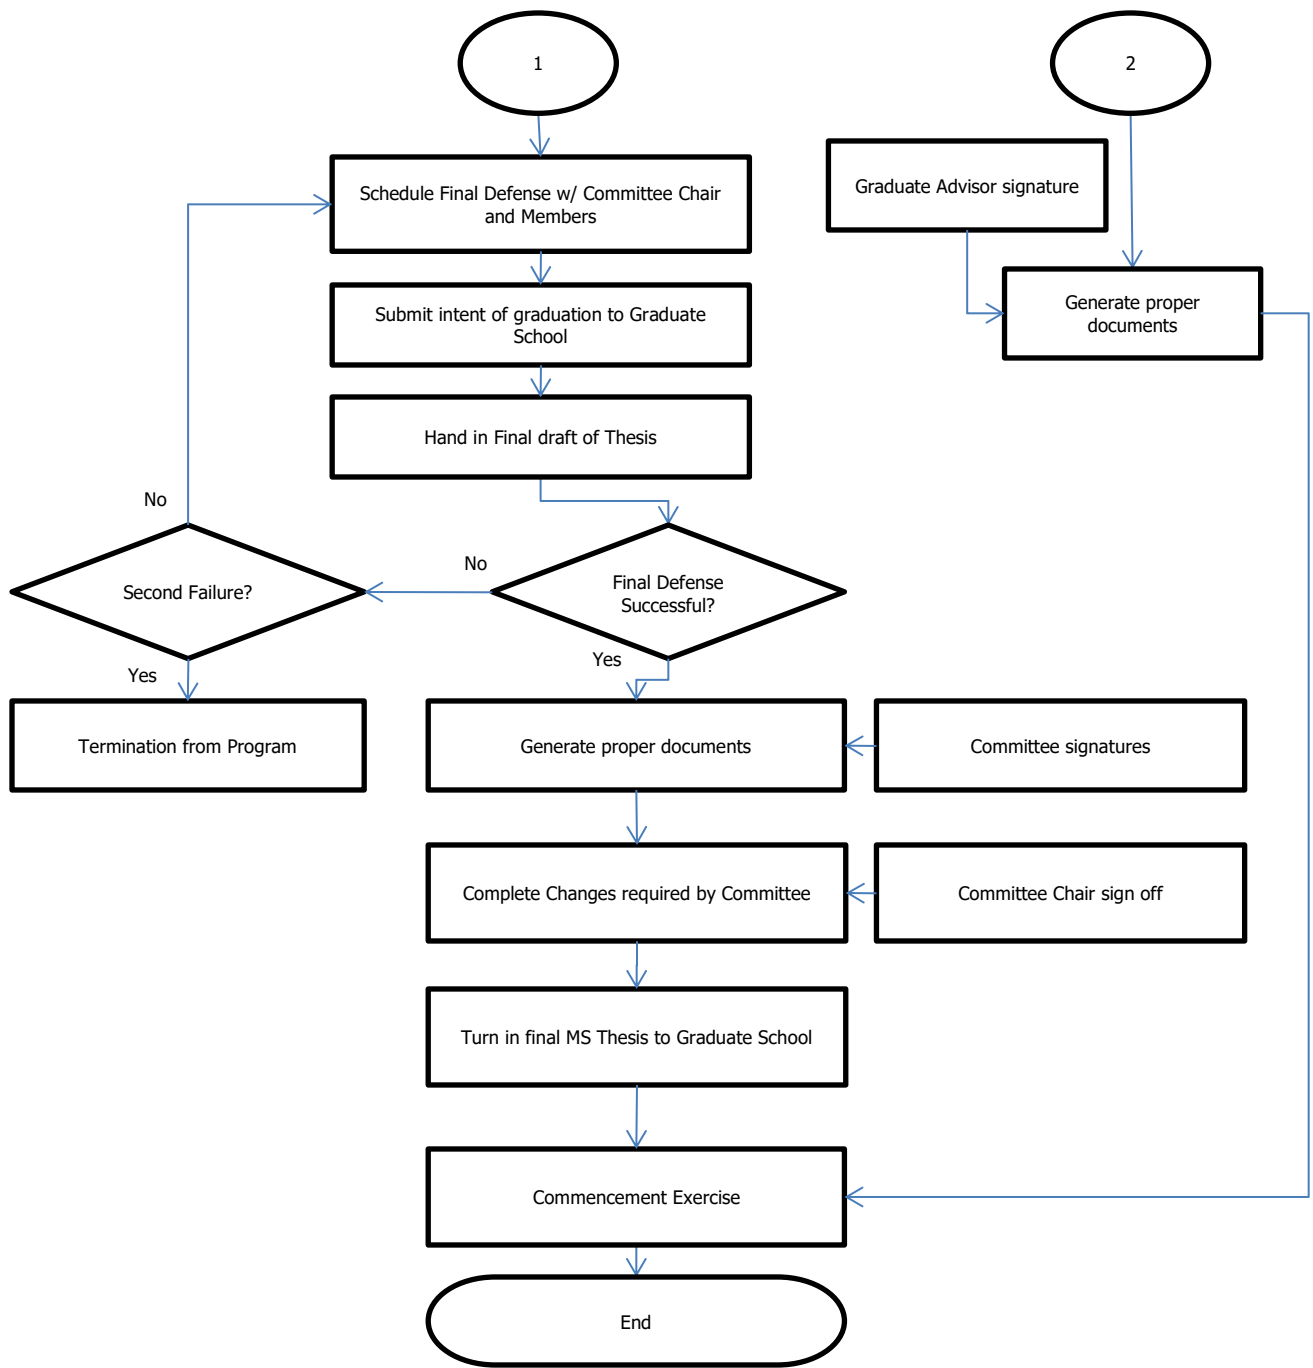 1
2
Schedule Final Defense w/ Committee Chair
and Members
Graduate Advisor signature
Submit intent of graduation to Graduate
School
Generate proper
documents
Hand in Final draft of Thesis
No
Second Failure?
No
Final Defense
Successful?
Yes
Yes
Termination from Program
Generate proper documents
Committee signatures
Complete Changes required by Committee
Committee Chair sign off
Turn in final MS Thesis to Graduate School
Commencement Exercise
End